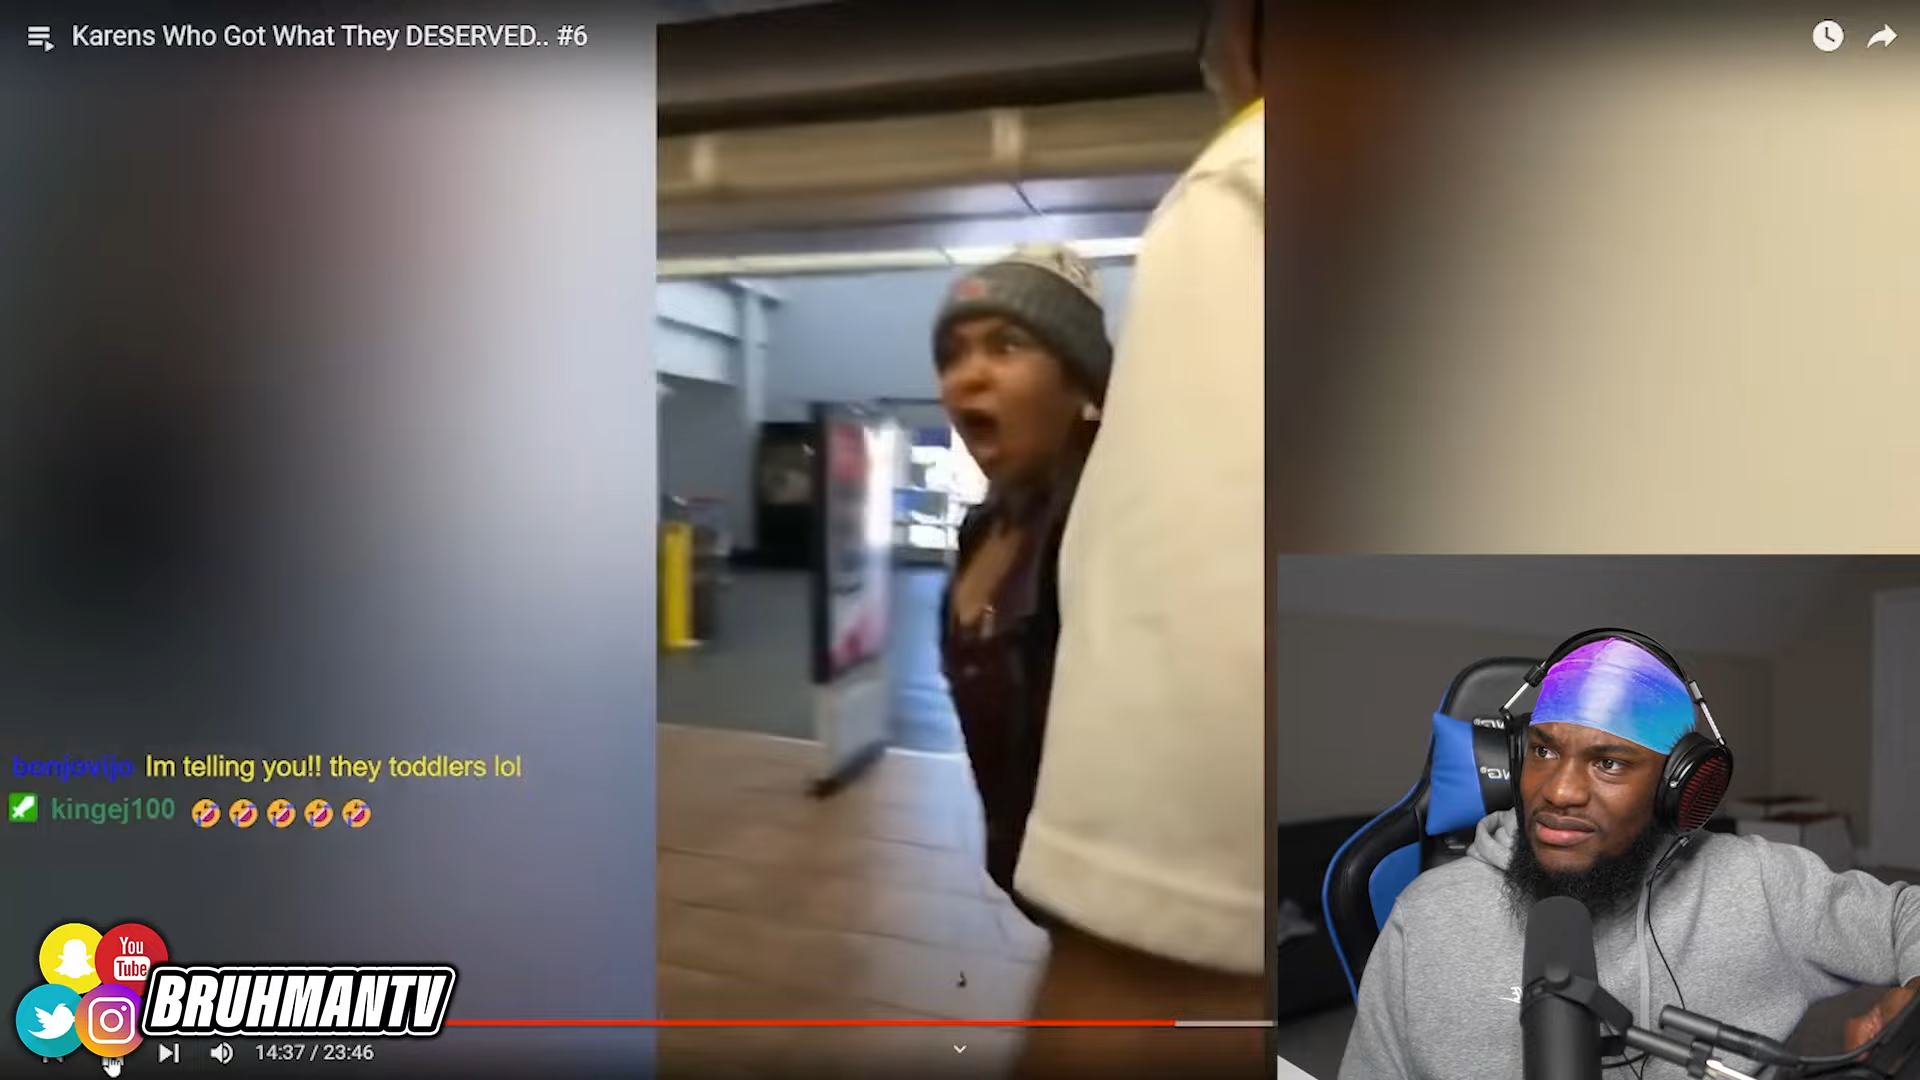 Karens Who Got What They DESERVED.. #6
bonjovijo Im telling you!! they toddlers lol
kingej100 🤣🤣🤣🤣🤣
You
Tube
BRUHMANTV
14:37 / 23:46